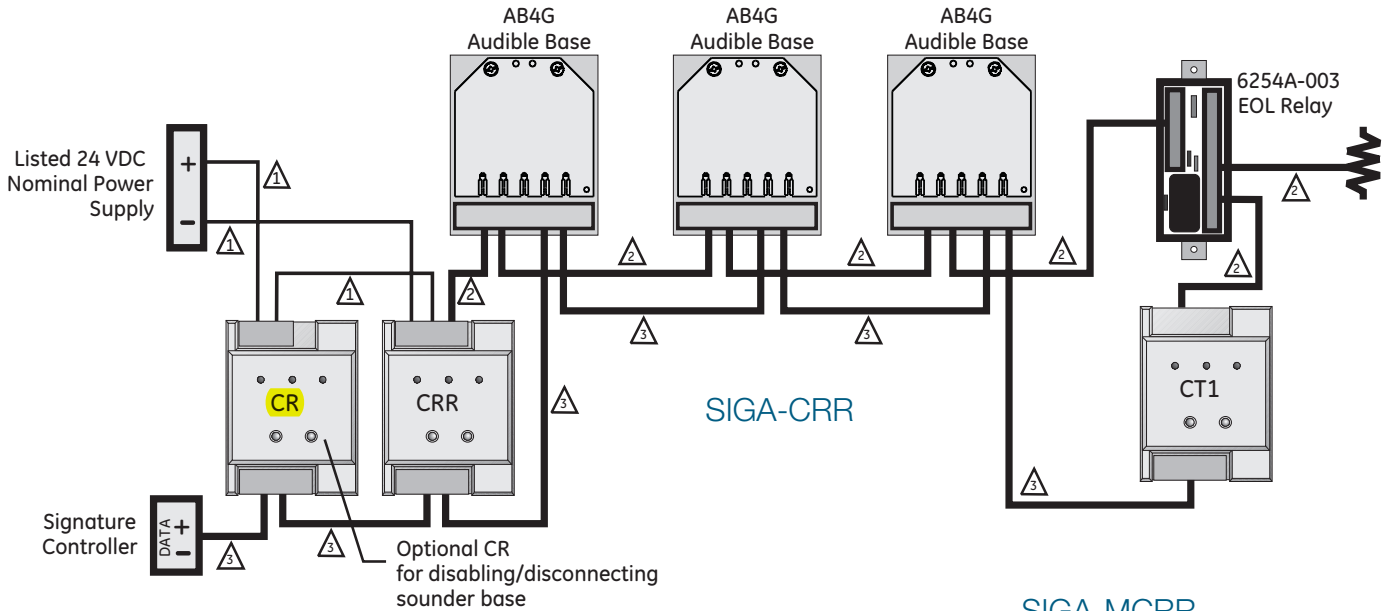 AB4G
Audible Base
AB4G
Audible Base
AB4G
Audible Base
6254A-003
EOL Relay
Listed 24 VDC
Nominal Power
Supply
+
-
1
1
1
2
2
2
2
2
2
3
3
3
CR
CRR
SIGA-CRR
CT1
3
Signature
Controller
DATA
+
-
3
3
Optional CR
for disabling/disconnecting
sounder base
SIGA-MCRR